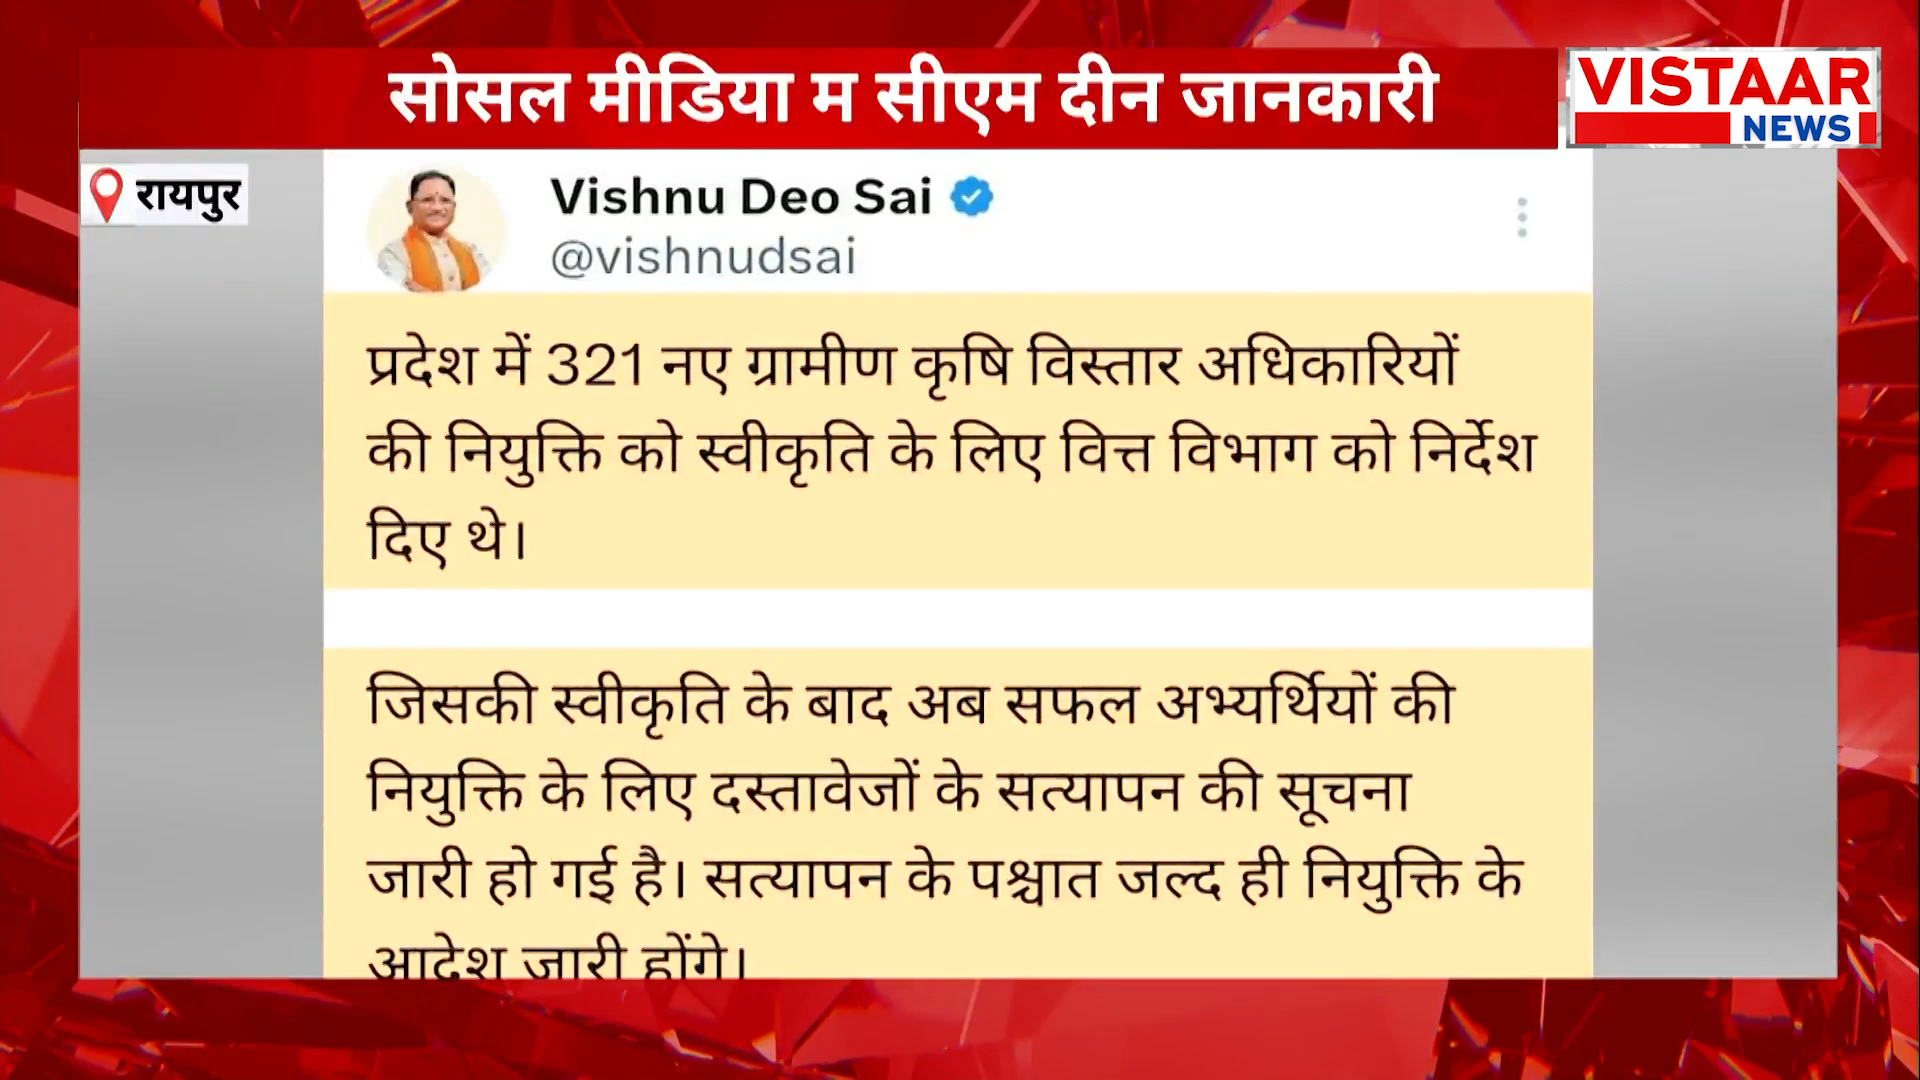 सोसल मीडिया म सीएम दीन जानकारी
VISTAAR
NEWS
रायपुर
Vishnu Deo Sai
@vishnudsai
प्रदेश में 321 नए ग्रामीण कृषि विस्तार अधिकारियों
की नियुक्ति को स्वीकृति के लिए वित्त विभाग को निर्देश
दिए थे।
जिसकी स्वीकृति के बाद अब सफल अभ्यर्थियों की
नियुक्ति के लिए दस्तावेजों के सत्यापन की सूचना
जारी हो गई है। सत्यापन के पश्चात जल्द ही नियुक्ति के
आदेश जारी होंगे।